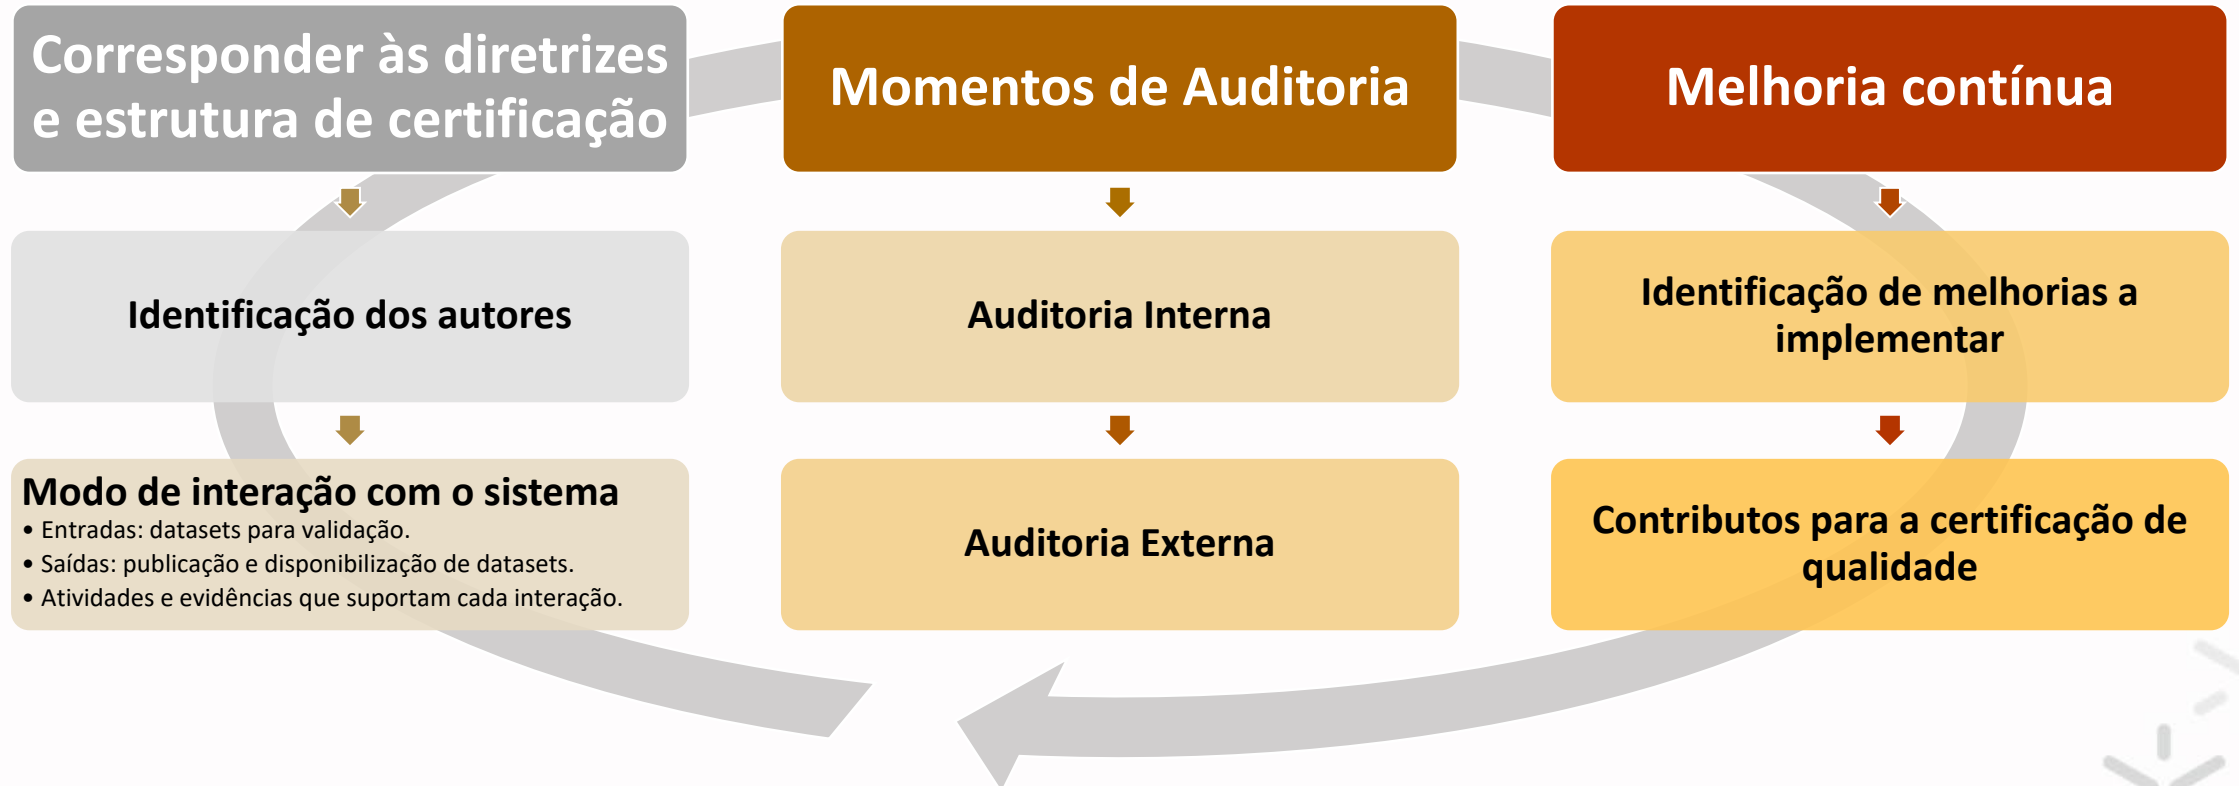 Corresponder às diretrizes
e estrutura de certificação
Identificação dos autores
Modo de interação com o sistema
• Entradas: datasets para validação.
• Saídas: publicação e disponibilização de datasets.
• Atividades e evidências que suportam cada interação.
Momentos de Auditoria
Auditoria Interna
Auditoria Externa
Melhoria contínua
Identificação de melhorias a
implementar
Contributos para a certificação de
qualidade